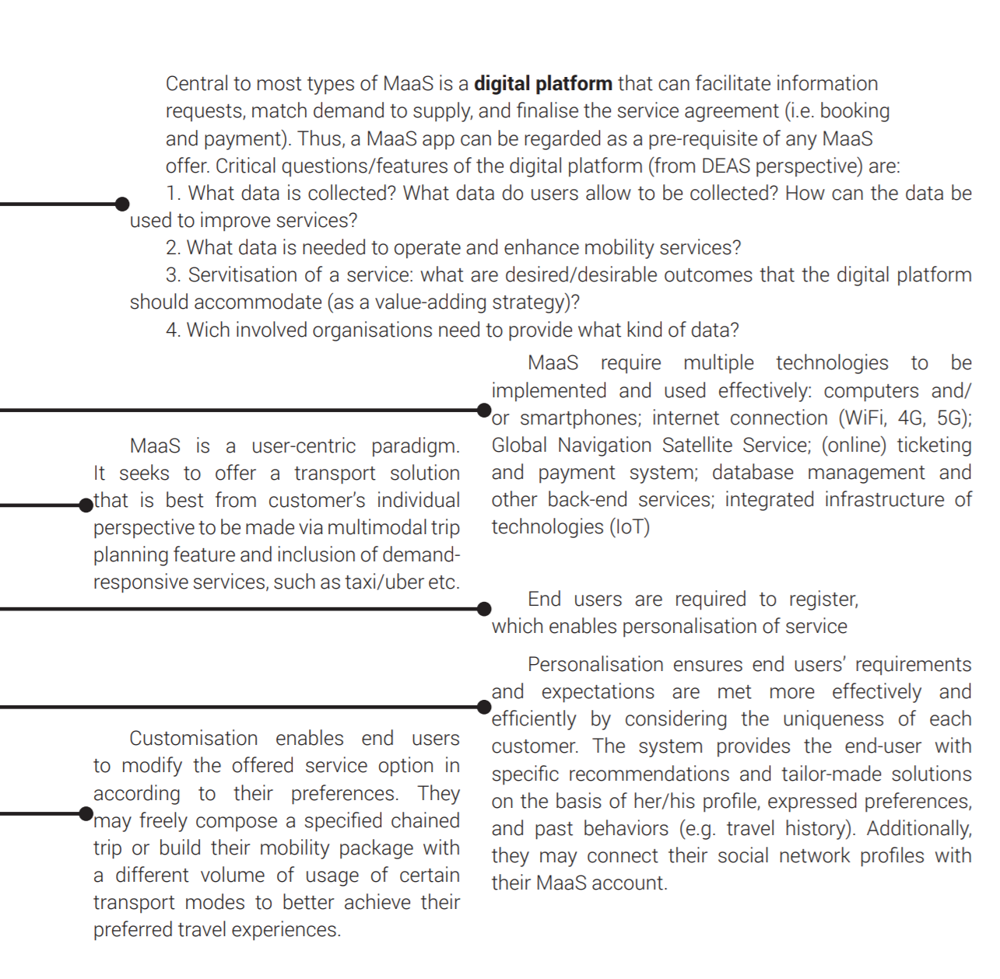 Central to most types of MaaS is a digital platform that can facilitate information
requests, match demand to supply, and finalise the service agreement (i.e. booking
and payment). Thus, a MaaS app can be regarded as a pre-requisite of any MaaS
offer. Critical questions/features of the digital platform (from DEAS perspective) are:
1. What data is collected? What data do users allow to be collected? How can the data be
used to improve services?
2. What data is needed to operate and enhance mobility services?
3. Servitisation of a service: what are desired/desirable outcomes that the digital platform
should accommodate (as a value-adding strategy)?
4. Wich involved organisations need to provide what kind of data?
MaaS require multiple technologies to be
implemented and used effectively: computers and/
or smartphones; internet connection (WiFi, 4G, 5G);
Global Navigation Satellite Service; (online) ticketing
and payment system; database management and
other back-end services; integrated infrastructure of
technologies (IoT)
MaaS is a user-centric paradigm.
It seeks to offer a transport solution
that is best from customer's individual
perspective to be made via multimodal trip
planning feature and inclusion of demand-
responsive services, such as taxi/uber etc.
End users are required to register,
which enables personalisation of service
Personalisation ensures end users' requirements
and expectations are met more effectively and
efficiently by considering the uniqueness of each
customer. The system provides the end-user with
specific recommendations and tailor-made solutions
on the basis of her/his profile, expressed preferences,
and past behaviors (e.g. travel history). Additionally,
they may connect their social network profiles with
their MaaS account.
Customisation enables end users
to modify the offered service option in
according to their preferences. They
may freely compose a specified chained
trip or build their mobility package with
a different volume of usage of certain
transport modes to better achieve their
preferred travel experiences.